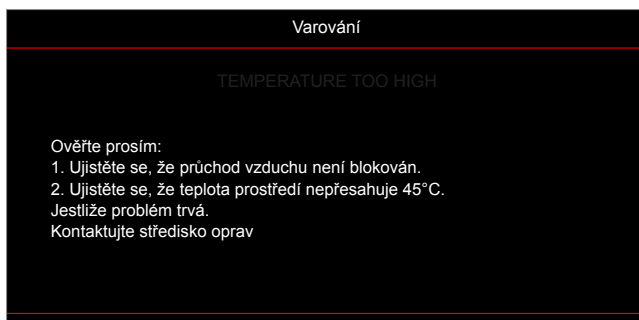 Varování
TEMPERATURE TOO HIGH
Ověřte prosím:
1. Ujistěte se, že průchod vzduchu není blokován.
2. Ujistěte se, že teplota prostředí nepřesahuje 45°C.
Jestliže problém trvá.
Kontaktujte středisko oprav